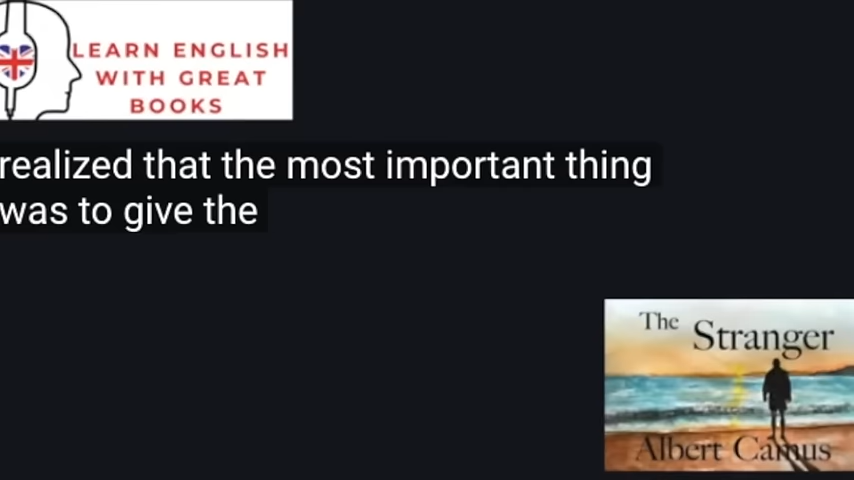 LEARN ENGLISH
WITH GREAT
BOOKS
realized that the most important thing
was to give the
The Stranger
Albert Camus